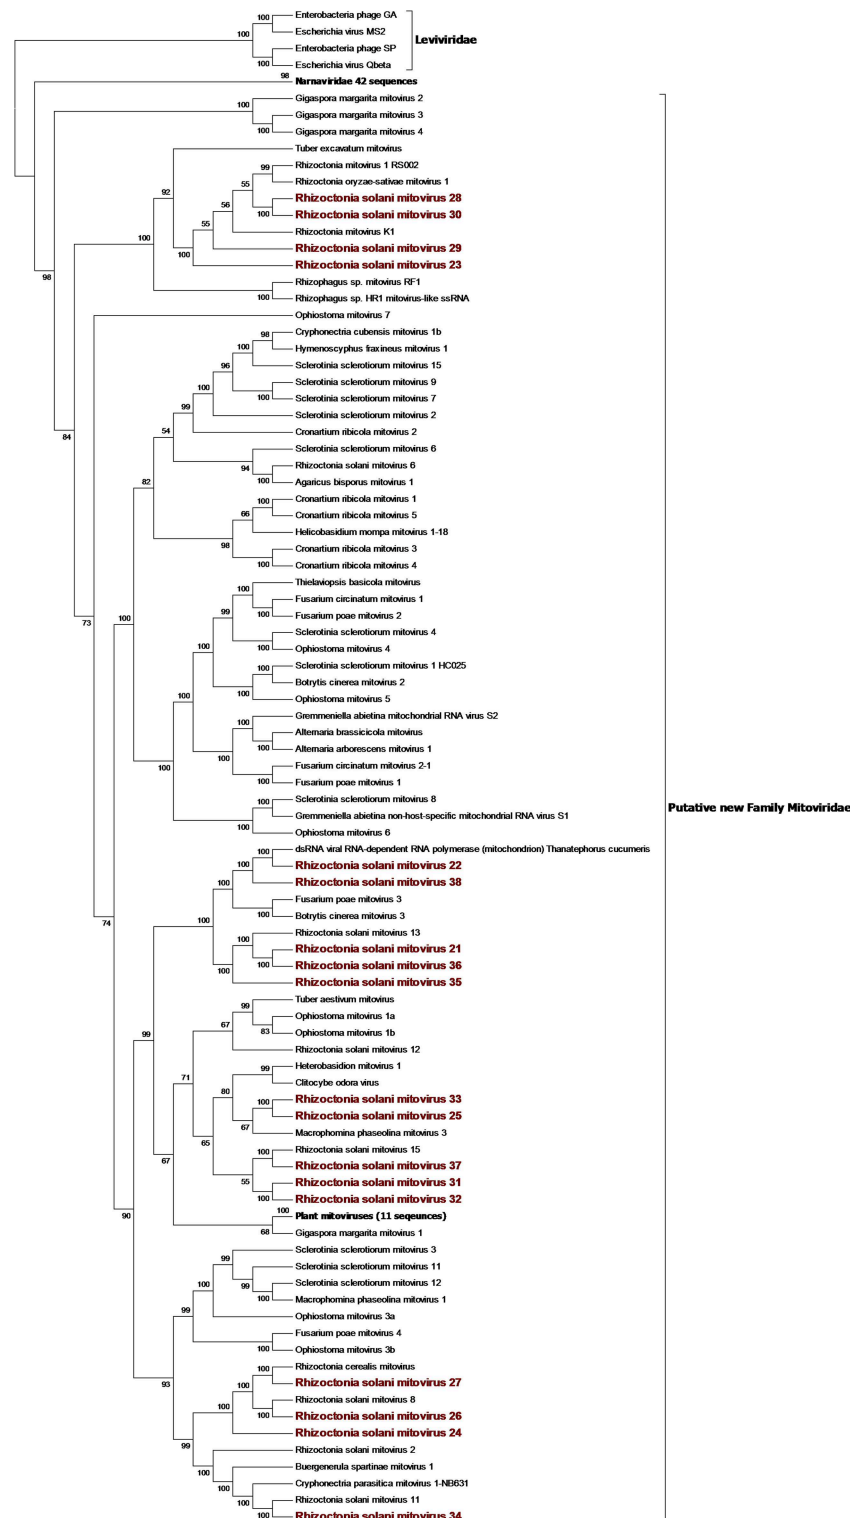 Enterobacteria phage GA
Escherichia virus MS2
Enterobacteria phage SP
Escherichia virus Qbeta
Leviviridae
Narnaviridae 42 sequences
Gigaspora margarita mitovirus 2
Gigaspora margarita mitovirus 3
Gigaspora margarita mitovirus 4
Tuber excavatum mitovirus
Rhizoctonia mitovirus 1 RS002
Rhizoctonia oryzae-sativae mitovirus 1
Rhizoctonia solani mitovirus 28
Rhizoctonia solani mitovirus 30
Rhizoctonia mitovirus K1
Rhizoctonia solani mitovirus 29
Rhizoctonia solani mitovirus 23
Rhizophagus sp. mitovirus RF1
Rhizophagus sp. HR1 mitovirus-like ssRNA
Ophiostoma mitovirus 7
Cryphonectria cubensis mitovirus 1b
Hymenoscyphus fraxineus mitovirus 1
Sclerotinia sclerotiorum mitovirus 15
Sclerotinia sclerotiorum mitovirus 9
Sclerotinia sclerotiorum mitovirus 7
Sclerotinia sclerotiorum mitovirus 2
Cronartium ribicola mitovirus 2
Sclerotinia sclerotiorum mitovirus 6
Rhizoctonia solani mitovirus 6
Agaricus bisporus mitovirus 1
Cronartium ribicola mitovirus 1
Cronartium ribicola mitovirus 5
Helicobasidium mompa mitovirus 1-18
Cronartium ribicola mitovirus 3
Cronartium ribicola mitovirus 4
Thielaviopsis basicola mitovirus
Fusarium circinatum mitovirus 1
Fusarium poae mitovirus 2
Sclerotinia sclerotiorum mitovirus 4
Ophiostoma mitovirus 4
Sclerotinia sclerotiorum mitovirus 1 HC025
Botrytis cinerea mitovirus 2
Ophiostoma mitovirus 5
Gremmeniella abietina mitochondrial RNA virus S2
Alternaria brassicicola mitovirus
Alternaria arborescens mitovirus 1
Fusarium circinatum mitovirus 2-1
Fusarium poae mitovirus 1
Sclerotinia sclerotiorum mitovirus 8
Gremmeniella abietina non-host-specific mitochondrial RNA virus S1
Ophiostoma mitovirus 6
Putative new Family Mitoviridae
dsRNA viral RNA-dependent RNA polymerase (mitochondrion) Thanatephorus cucumeris
Rhizoctonia solani mitovirus 22
Rhizoctonia solani mitovirus 38
Fusarium poae mitovirus 3
Botrytis cinerea mitovirus 3
Rhizoctonia solani mitovirus 13
Rhizoctonia solani mitovirus 21
Rhizoctonia solani mitovirus 36
Rhizoctonia solani mitovirus 35
Tuber aestivum mitovirus
Ophiostoma mitovirus 1a
Ophiostoma mitovirus 1b
Rhizoctonia solani mitovirus 12
Heterobasidion mitovirus 1
Clitocybe odora virus
Rhizoctonia solani mitovirus 33
Rhizoctonia solani mitovirus 25
Macrophomina phaseolina mitovirus 3
Rhizoctonia solani mitovirus 15
Rhizoctonia solani mitovirus 37
Rhizoctonia solani mitovirus 31
Rhizoctonia solani mitovirus 32
Plant mitoviruses (11 seqeunces)
Gigaspora margarita mitovirus 1
Sclerotinia sclerotiorum mitovirus 3
Sclerotinia sclerotiorum mitovirus 11
Sclerotinia sclerotiorum mitovirus 12
Macrophomina phaseolina mitovirus 1
Ophiostoma mitovirus 3a
Fusarium poae mitovirus 4
Ophiostoma mitovirus 3b
Rhizoctonia cerealis mitovirus
Rhizoctonia solani mitovirus 27
Rhizoctonia solani mitovirus 8
Rhizoctonia solani mitovirus 26
Rhizoctonia solani mitovirus 24
Rhizoctonia solani mitovirus 2
Buergenerula spartinae mitovirus 1
Cryphonectria parasitica mitovirus 1-NB631
Rhizoctonia solani mitovirus 11
Rhizoctonia solani mitovirus 34
100
100
100
98
100
100
99
55
100
56
55
92
100
100
100
98
98
100
96
100
100
99
54
94
100
82
100
66
98
100
84
100
100
99
100
100
100
100
100
100
100
100
100
100
100
100
73
100
100
100
100
100
100
100
100
74
99
99
83
67
71
99
80
100
67
65
100
55
100
67
100
68
99
99
100
100
99
100
90
93
100
100
100
100
99
100
100
100